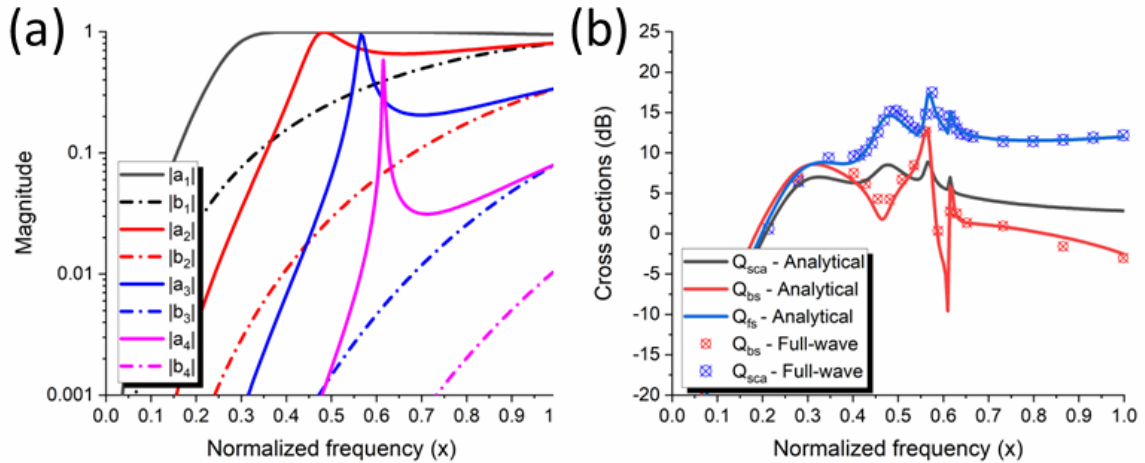 (a)
Magnitude
1
0.1
0.01
0.001
|a1|
|b1|
|a2|
|b2|
|a3|
|b3|
|a4|
|b4|
0.0 0.1 0.2 0.3 0.4 0.5 0.6 0.7 0.8 0.9 1.0
Normalized frequency (x)
(b)
Cross sections (dB)
25
20
15
10
5
0
-5
-10
-15
-20
Qsca - Analytical
Qbs - Analytical
Qfs - Analytical
Qbs - Full-wave
Qsca - Full-wave
0.0 0.1 0.2 0.3 0.4 0.5 0.6 0.7 0.8 0.9 1.0
Normalized frequency (x)